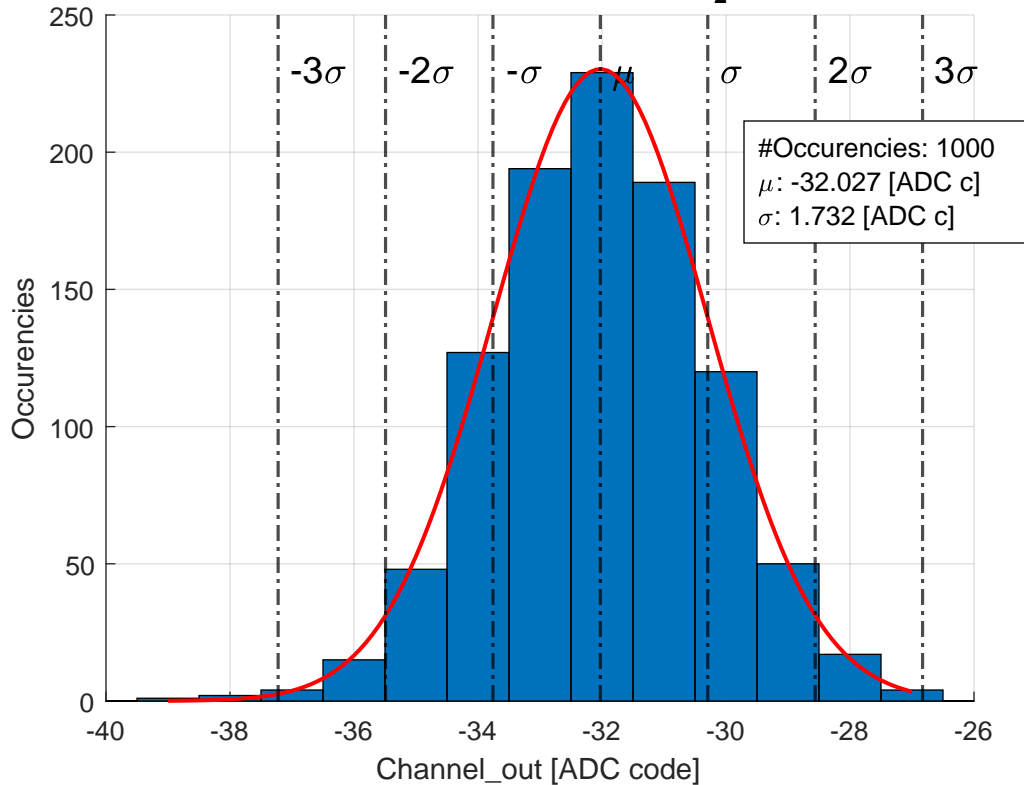 2
250
-3σ -2σ -σ μ σ 2σ 3σ
#Occurencies: 1000
μ: -32.027 [ADC c]
σ: 1.732 [ADC c]
200
150
100
50
0
Occurencies
-40 -38 -36 -34 -32 -30 -28 -26
Channel_out [ADC code]